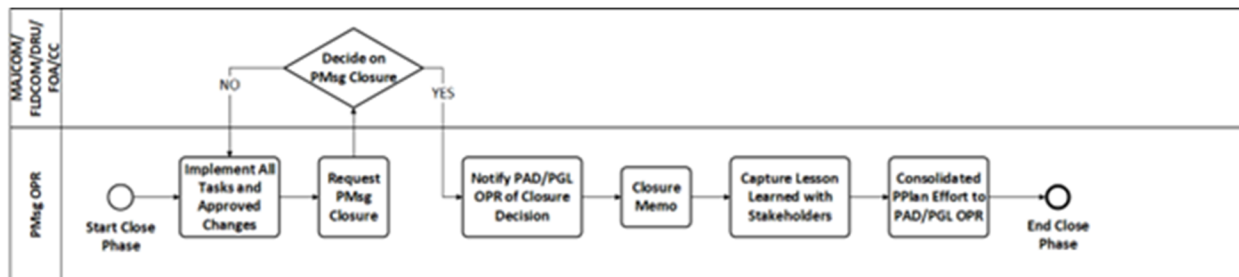 MAJCOM/
FLDCOM/DRU/
FOA/CC
Decide on
PMsg Closure
NO
YES
PMsg OPR
Start Close
Phase
Implement All
Tasks and
Approved
Changes
Request
PMsg
Closure
Notify PAD/PGL
OPR of Closure
Decision
Closure
Memo
Capture Lesson
Learned with
Stakeholders
Consolidated
PPlan Effort to
PAD/PGL OPR
End Close
Phase